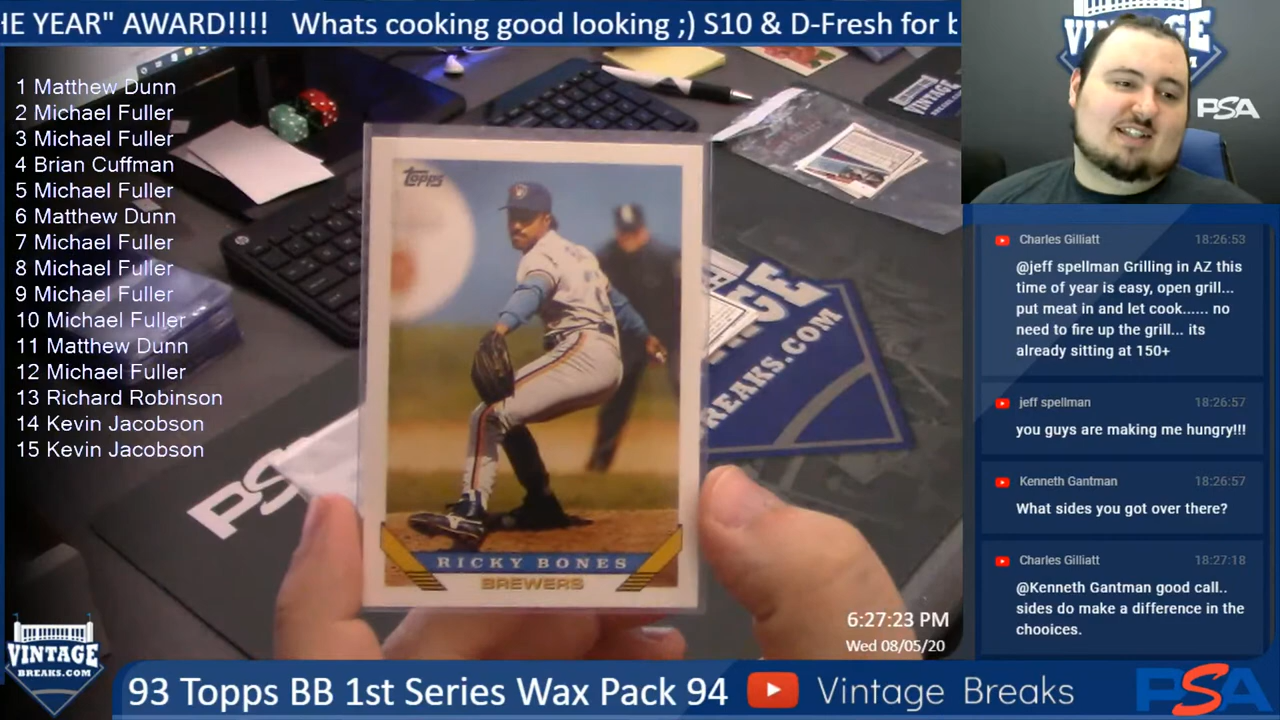 HE YEAR" AWARD!!!!   Whats cooking good looking ;) S10 & D-Fresh for b
1 Matthew Dunn
2 Michael Fuller
3 Michael Fuller
4 Brian Cuffman
5 Michael Fuller
6 Matthew Dunn
7 Michael Fuller
8 Michael Fuller
9 Michael Fuller
10 Michael Fuller
11 Matthew Dunn
12 Michael Fuller
13 Richard Robinson
14 Kevin Jacobson
15 Kevin Jacobson
Topps
RICKY BONES
BREWERS
PS
VINTAGE
AGE
BREAKS.COM
VINTAGE
PSA
Charles Gilliatt 18:26:53
@jeff spellman Grilling in AZ this
time of year is easy, open grill...
put meat in and let cook...... no
need to fire up the grill... its
already sitting at 150+
jeff spellman 18:26:57
you guys are making me hungry!!!
Kenneth Gantman 18:26:57
What sides you got over there?
Charles Gilliatt 18:27:18
@Kenneth Gantman good call..
sides do make a difference in the
chooices.
6:27:23 PM
Wed 08/05/20
VINTAGE
BREAKS.COM
93 Topps BB 1st Series Wax Pack 94
Vintage Breaks
PSA